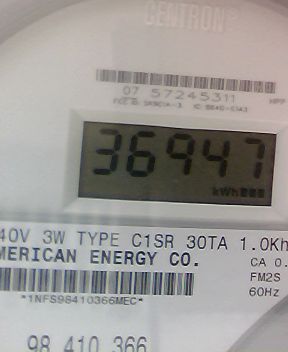 CENTRON®
07 57245311
36947
kWh
40V 3W TYPE C1SR 30TA 1.0Kh
MERICAN ENERGY CO.
CA 0.
FM2S
60Hz
*1NFS98410366MEC*
98 410 366